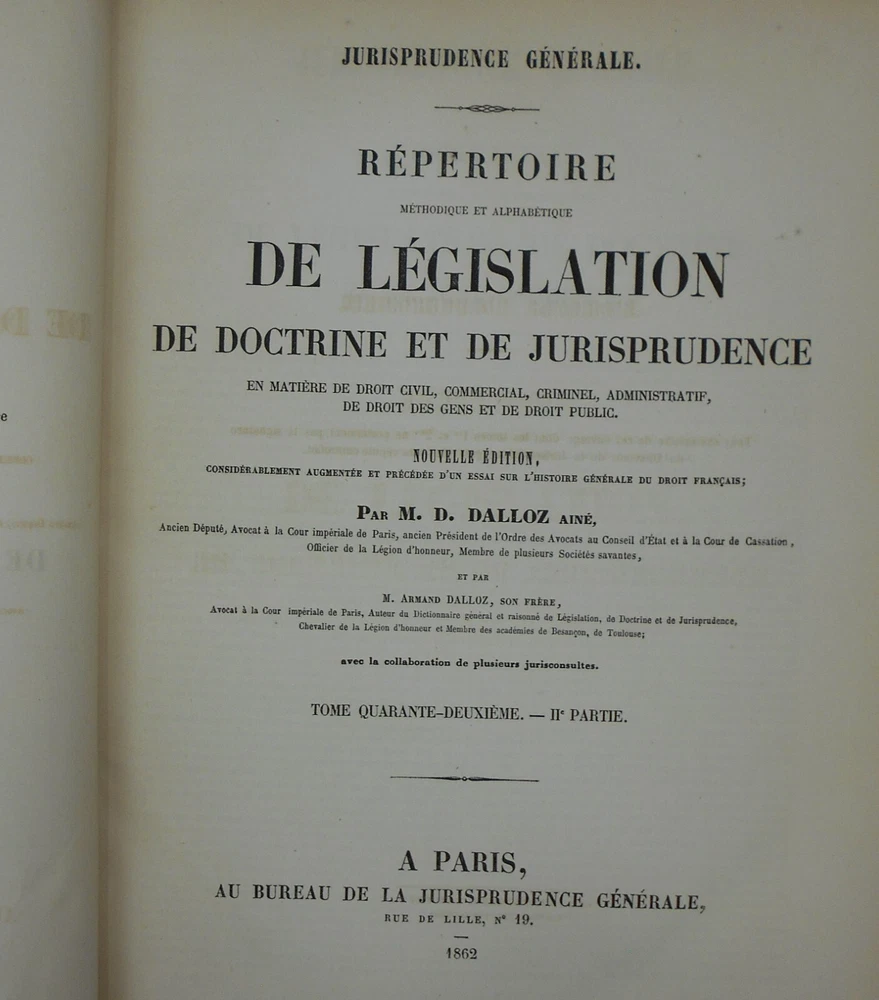 JURISPRUDENCE GÉNÉRALE.
RÉPERTOIRE
MÉTHODIQUE ET ALPHABÉTIQUE
DE LÉGISLATION
DE DOCTRINE ET DE JURISPRUDENCE
EN MATIÈRE DE DROIT CIVIL, COMMERCIAL, CRIMINEL, ADMINISTRATIF,
DE DROIT DES GENS ET DE DROIT PUBLIC.
NOUVELLE ÉDITION,
CONSIDÉRABLEMENT AUGMENTÉE ET PRÉCÉDÉE D'UN ESSAI SUR L'HISTOIRE GÉNÉRALE DU DROIT FRANÇAIS;
PAR M. D. DALLOZ AINÉ,
Ancien Député, Avocat à la Cour impériale de Paris, ancien Président de l'Ordre des Avocats au Conseil d'État et à la Cour de Cassation,
Officier de la Légion d'honneur, Membre de plusieurs Sociétés savantes,
ET PAR
M. ARMAND DALLOZ, SON FRÈRE,
Avocat à la Cour impériale de Paris, Auteur du Dictionnaire général et raisonné de Législation, de Doctrine et de Jurisprudence,
Chevalier de la Légion d'honneur et Membre des académies de Besançon, de Toulouse;
avec la collaboration de plusieurs jurisconsultes.
TOME QUARANTE-DEUXIÈME. — IIe PARTIE.
A PARIS,
AU BUREAU DE LA JURISPRUDENCE GÉNÉRALE,
RUE DE LILLE, N° 19.
1862